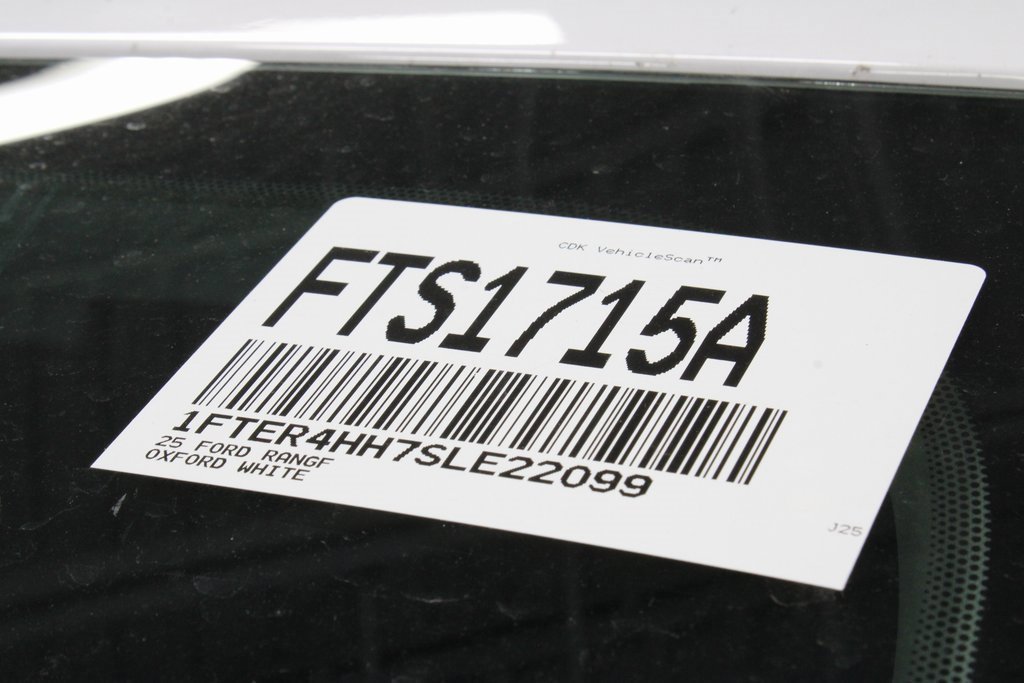 CDK VehicleScan™
FTS1715A
1FTER4HH7SLE22099
25 FORD RANGF
OXFORD WHITE
J25